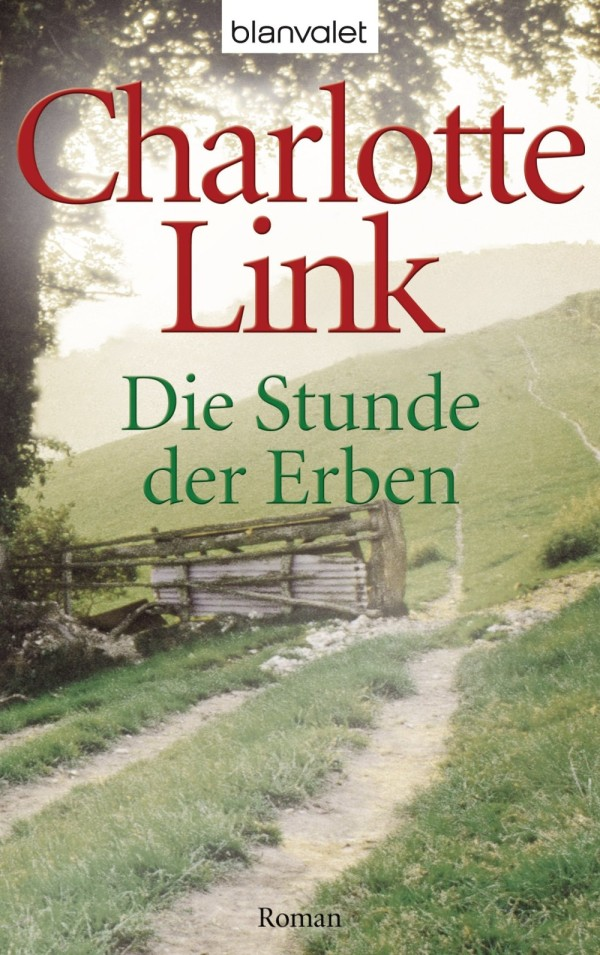 blanvalet
Charlotte
Link
Die Stunde
der Erben
Roman